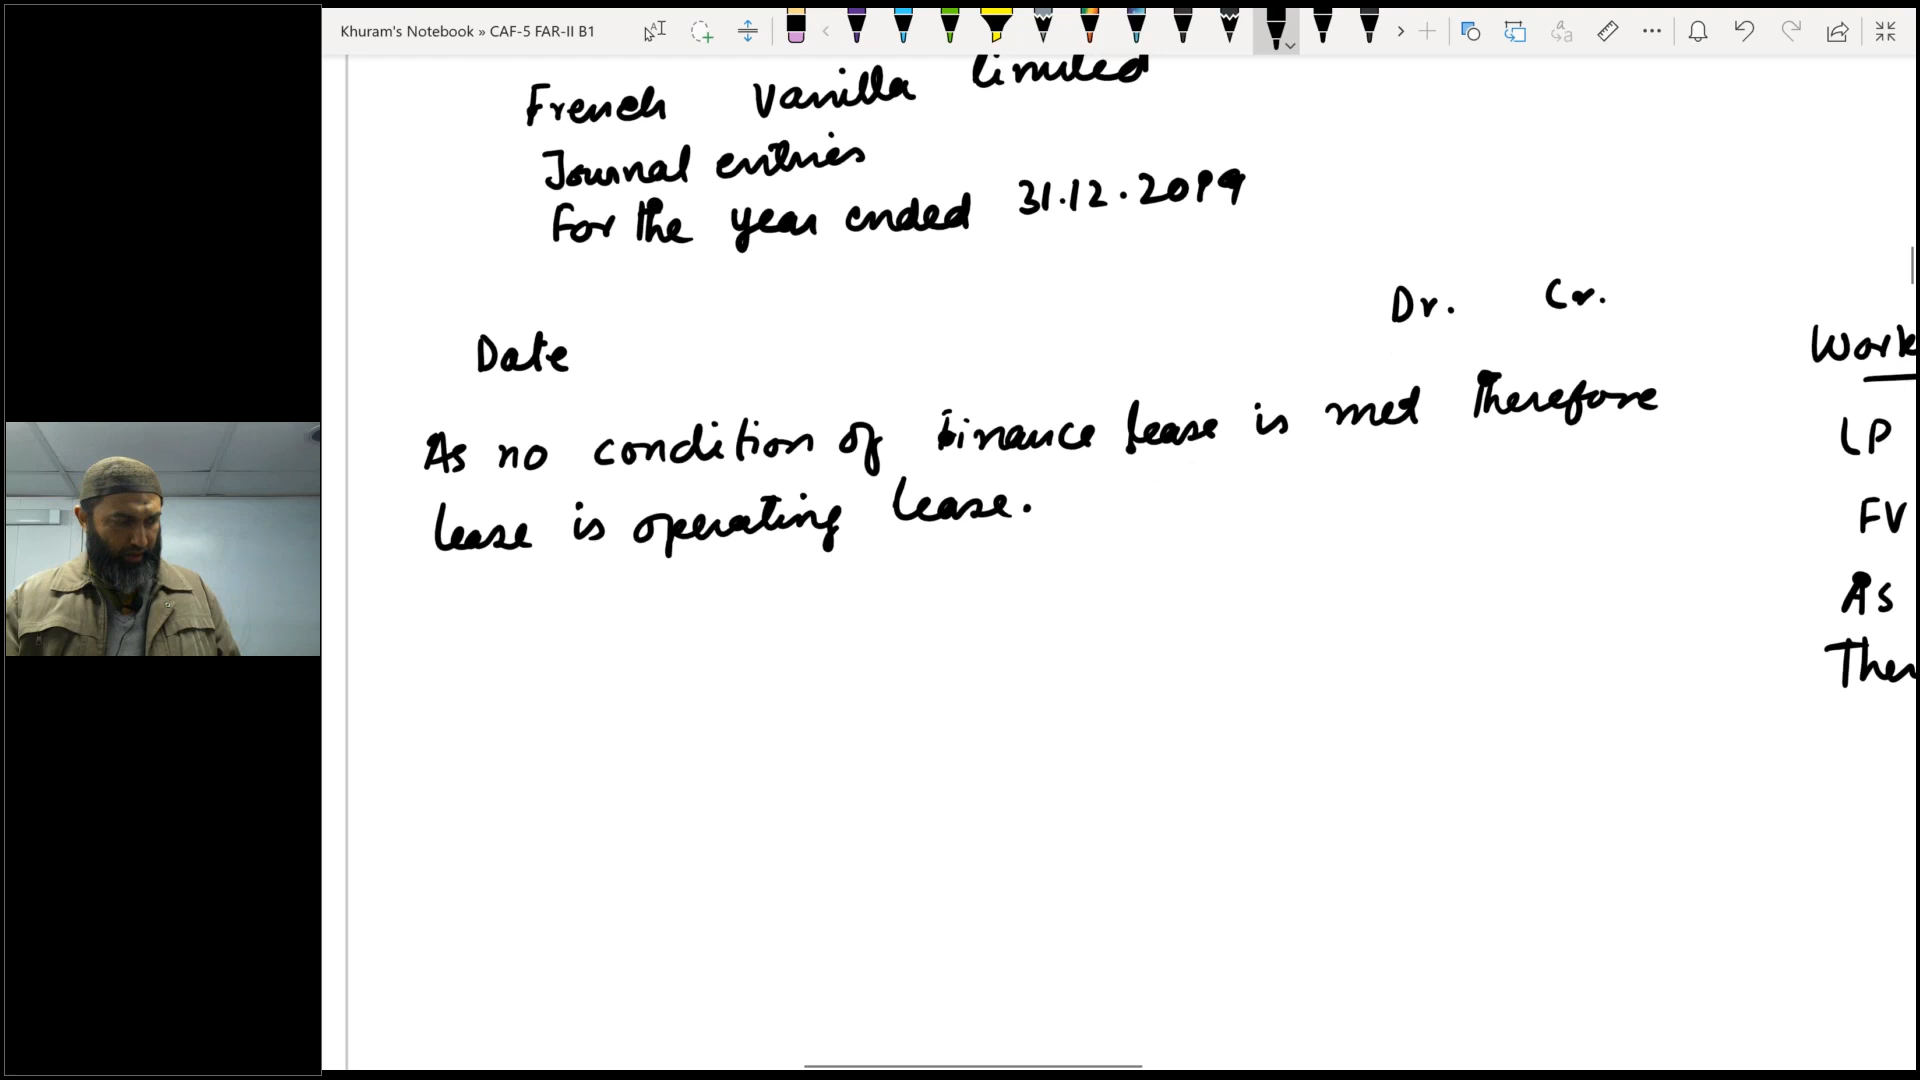 Khuram's Notebook » CAF-5 FAR-II B1
French Vanilla limited
Journal entries
For the year ended 31.12.2019
Dr. Cr.
Date
As no condition of finance lease is met therefore
lease is operating lease.
Work
LP
FV
As
Ther